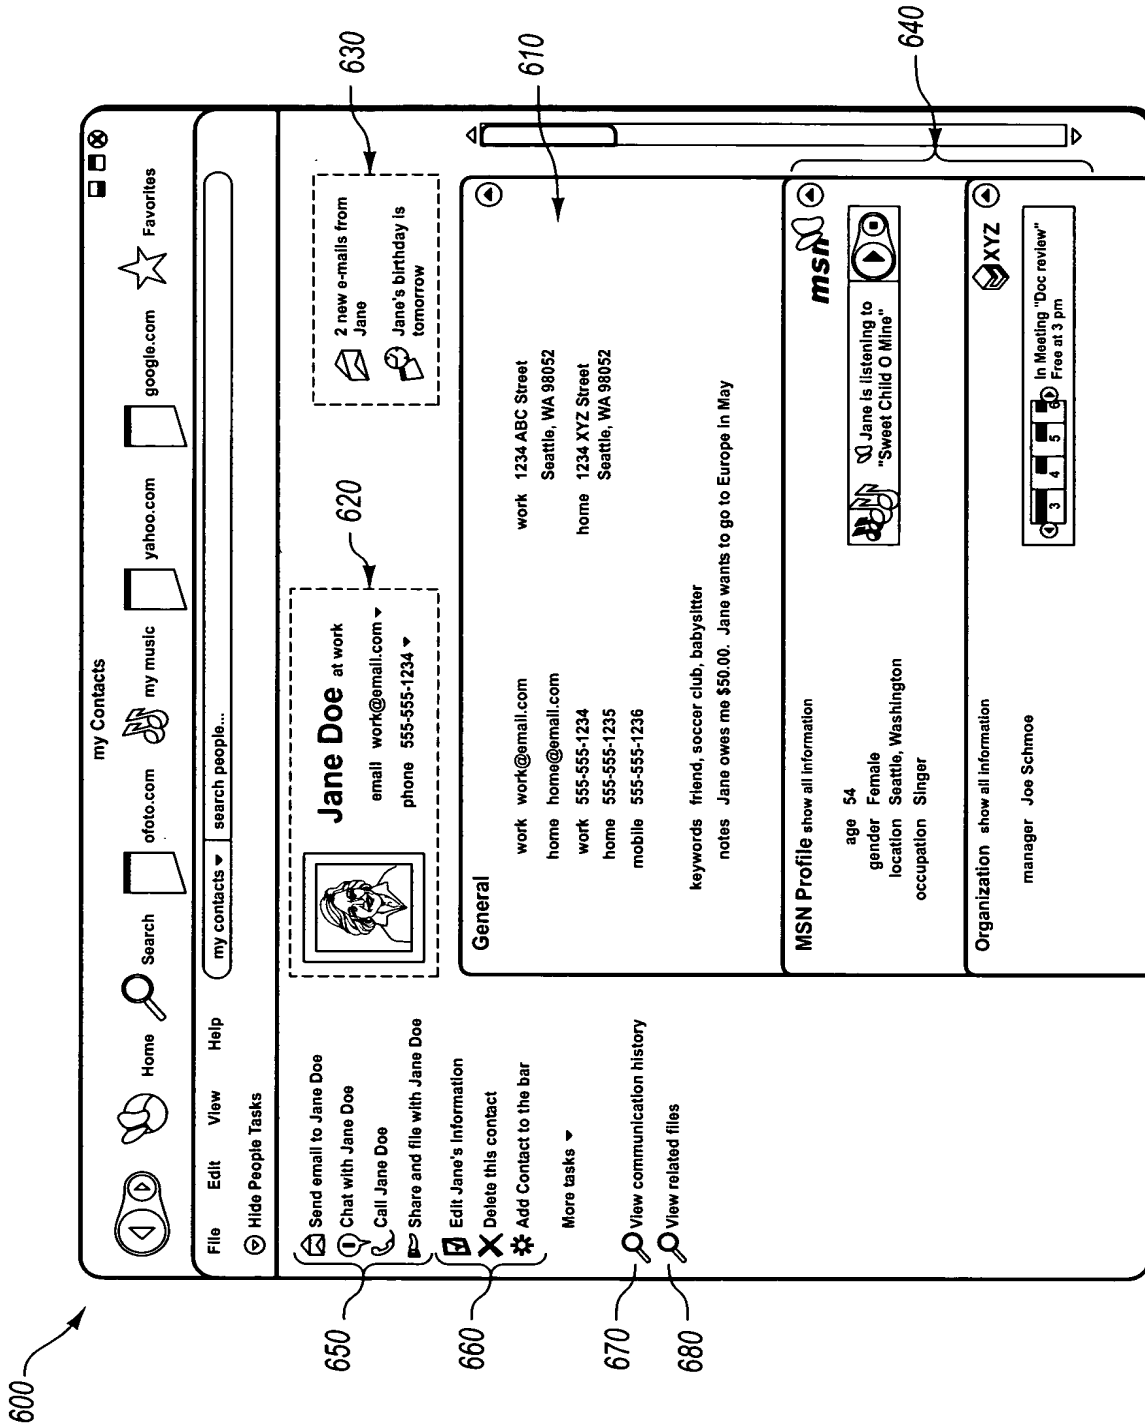 600
my Contacts
Home
Search
ofoto.com
my music
yahoo.com
google.com
Favorites
File Edit View Help
my contacts
search people...
Hide People Tasks
Send email to Jane Doe
Chat with Jane Doe
Call Jane Doe
Share and file with Jane Doe
650
Edit Jane's Information
Delete this contact
Add Contact to the bar
660
More tasks
View communication history
670
View related files
680
Jane Doe at work
email work@email.com
phone 555-555-1234
620
2 new e-mails from
Jane
Jane's birthday is
tomorrow
630
General
610
work work@email.com
home home@email.com
work 555-555-1234
home 555-555-1235
mobile 555-555-1236
work 1234 ABC Street
Seattle, WA 98052
home 1234 XYZ Street
Seattle, WA 98052
keywords friend, soccer club, babysitter
notes Jane owes me $50.00. Jane wants to go to Europe in May
MSN Profile show all information
msn
age 54
gender Female
location Seattle, Washington
occupation Singer
Jane is listening to
"Sweet Child O Mine"
640
Organization show all information
XYZ
manager Joe Schmoe
3 4 5 6
In Meeting "Doc review"
Free at 3 pm